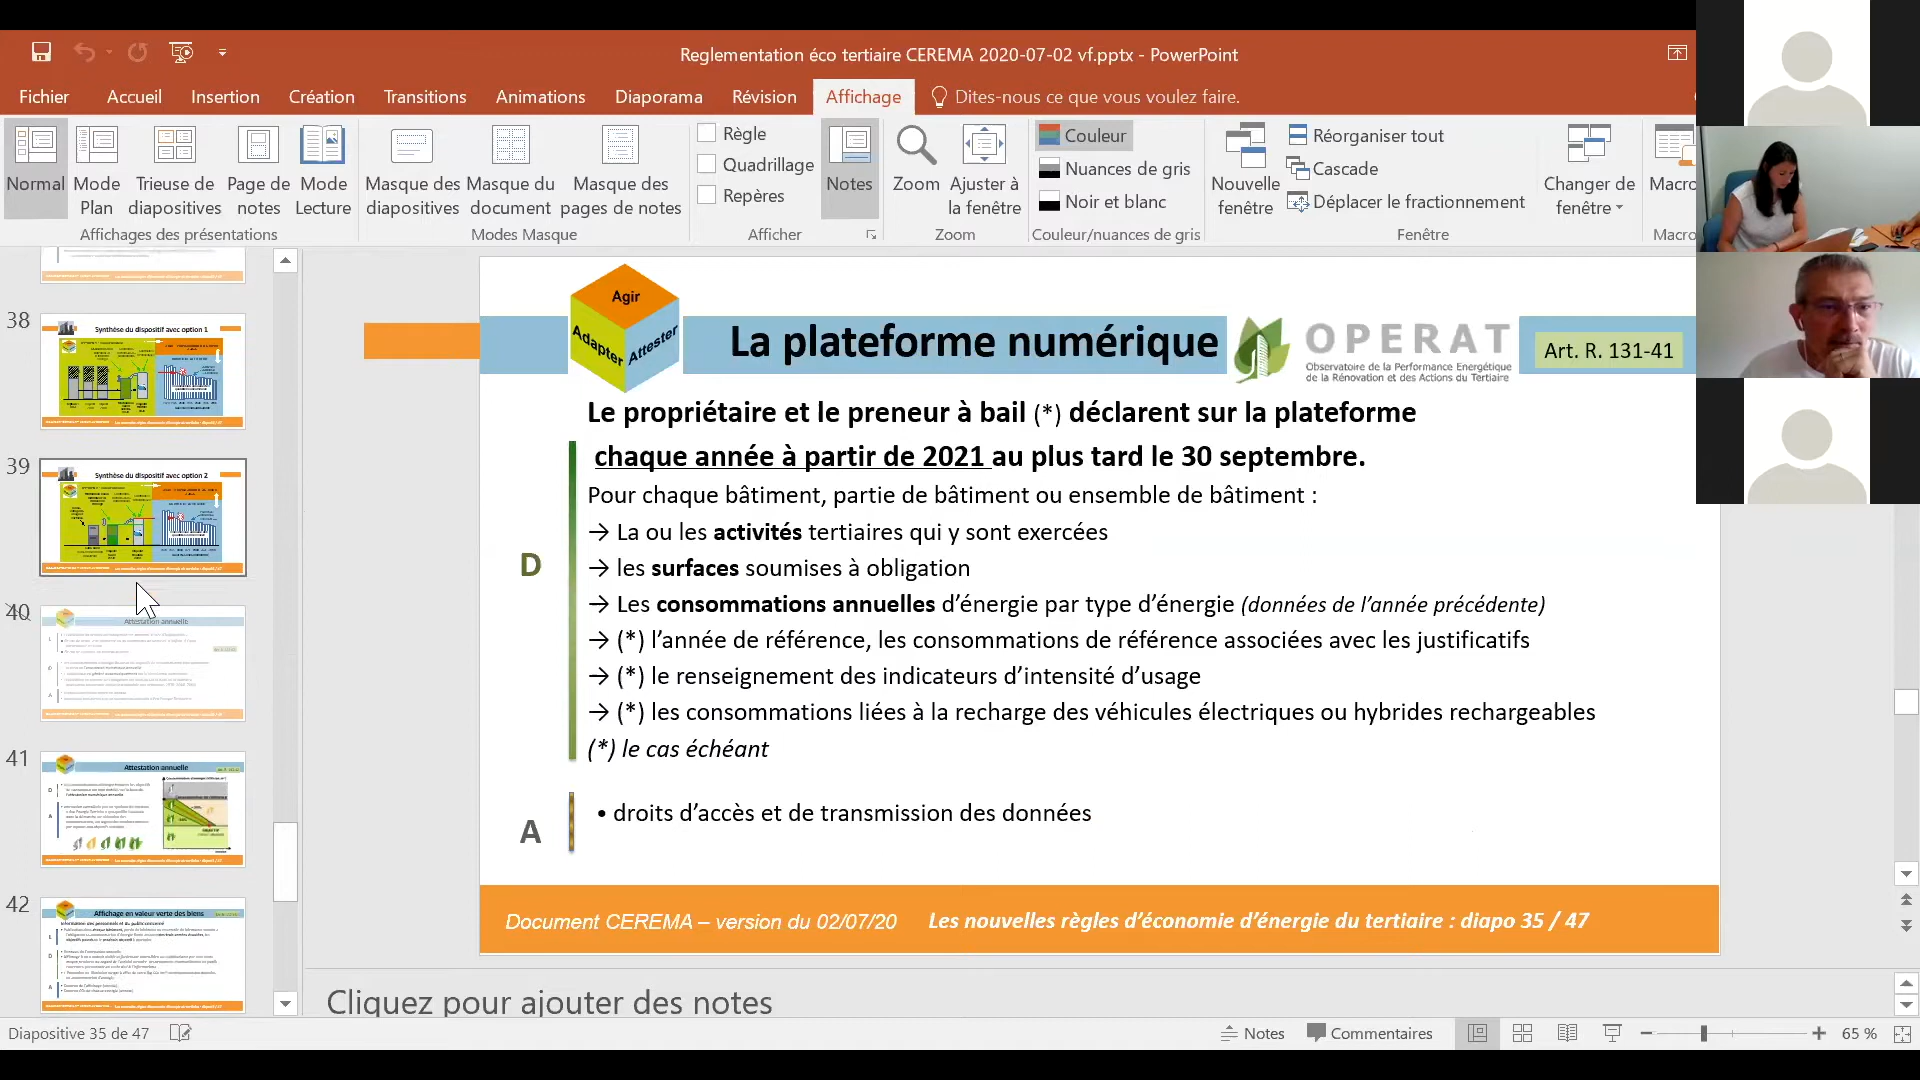 Reglementation éco tertiaire CEREMA 2020-07-02 vf.pptx - PowerPoint
Fichier Accueil Insertion Création Transitions Animations Diaporama Révision Affichage Dites-nous ce que vous voulez faire.
Normal
Mode Plan
Trieuse de diapositives
Page de notes
Mode Lecture
Affichages des présentations
Masque des diapositives
Masque du document
Masque des pages de notes
Modes Masque
Règle
Quadrillage
Repères
Afficher
Notes
Zoom
Ajuster à la fenêtre
Zoom
Couleur
Nuances de gris
Noir et blanc
Couleur/nuances de gris
Nouvelle fenêtre
Réorganiser tout
Cascade
Déplacer le fractionnement
Changer de fenêtre
Fenêtre
Macro
Macro
38
Synthèse du dispositif avec option 1
39
Synthèse du dispositif avec option 2
40
Attestation annuelle
41
Attestation annuelle
42
Affichage en valeur verte des biens
Agir
Adapter
Attester
La plateforme numérique
OPERAT
Observatoire de la Performance Energétique
de la Rénovation et des Actions du Tertiaire
Art. R. 131-41
Le propriétaire et le preneur à bail (*) déclarent sur la plateforme
chaque année à partir de 2021 au plus tard le 30 septembre.
Pour chaque bâtiment, partie de bâtiment ou ensemble de bâtiment :
→ La ou les activités tertiaires qui y sont exercées
D
→ les surfaces soumises à obligation
→ Les consommations annuelles d’énergie par type d’énergie (données de l’année précédente)
→ (*) l’année de référence, les consommations de référence associées avec les justificatifs
→ (*) le renseignement des indicateurs d’intensité d’usage
→ (*) les consommations liées à la recharge des véhicules électriques ou hybrides rechargeables
(*) le cas échéant
A
• droits d’accès et de transmission des données
Document CEREMA – version du 02/07/20 Les nouvelles règles d’économie d’énergie du tertiaire : diapo 35 / 47
Cliquez pour ajouter des notes
Diapositive 35 de 47 Notes Commentaires 65 %